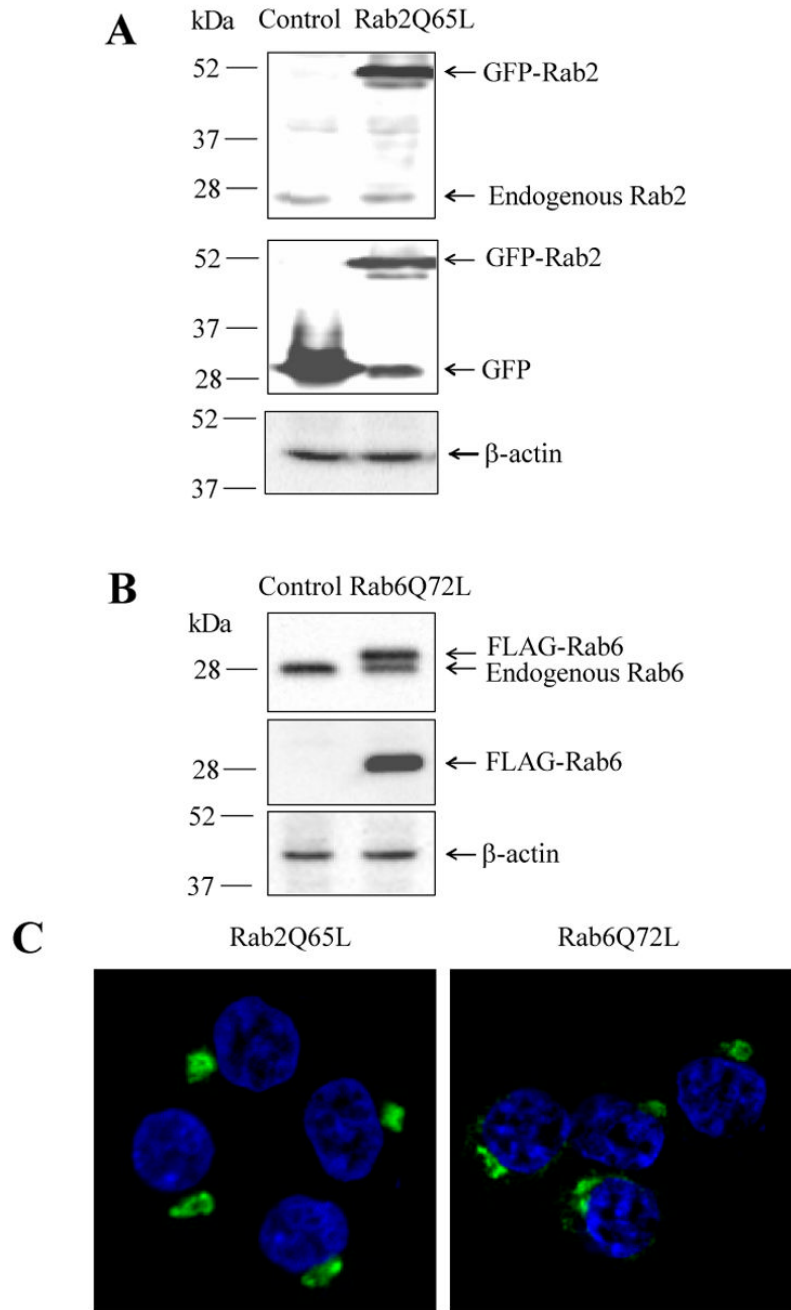 A
kDa Control Rab2Q65L
52
GFP-Rab2
37
28
Endogenous Rab2
52
GFP-Rab2
37
28
GFP
52
β-actin
37
B
Control Rab6Q72L
kDa
FLAG-Rab6
28
Endogenous Rab6
28
FLAG-Rab6
52
β-actin
37
C
Rab2Q65L
Rab6Q72L